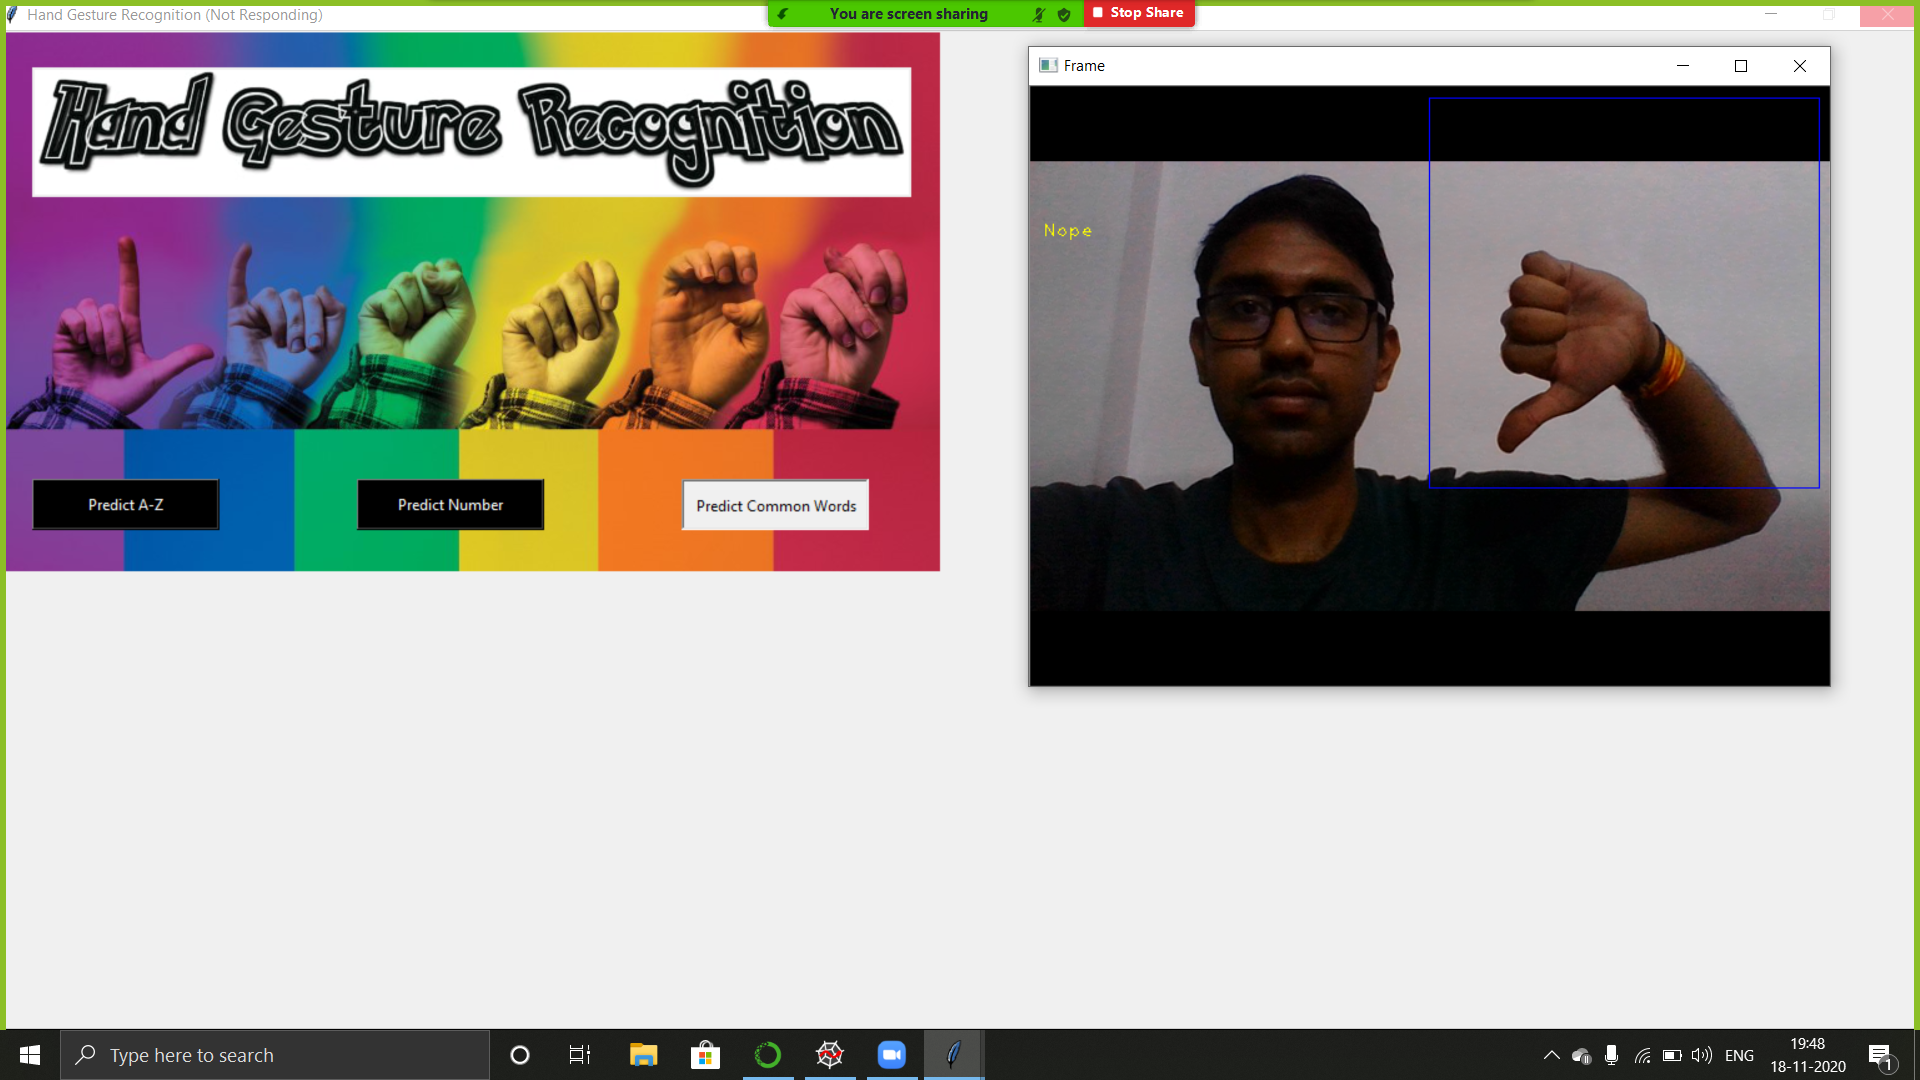 Hand Gesture Recognition (Not Responding)
You are screen sharing
Stop Share
Hand Gesture Recognition
Predict A-Z
Predict Number
Predict Common Words
Frame
Nope
Type here to search
ENG
19:48
18-11-2020
1